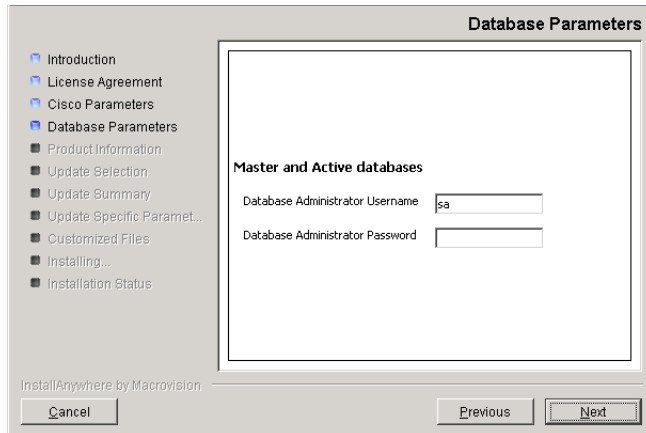 Database Parameters
Introduction
License Agreement
Cisco Parameters
Database Parameters
Product Information
Update Selection
Update Summary
Update Specific Paramet...
Customized Files
Installing...
Installation Status
Master and Active databases
Database Administrator Username
sa
Database Administrator Password
InstallAnywhere by Macrovision
Cancel
Previous
Next